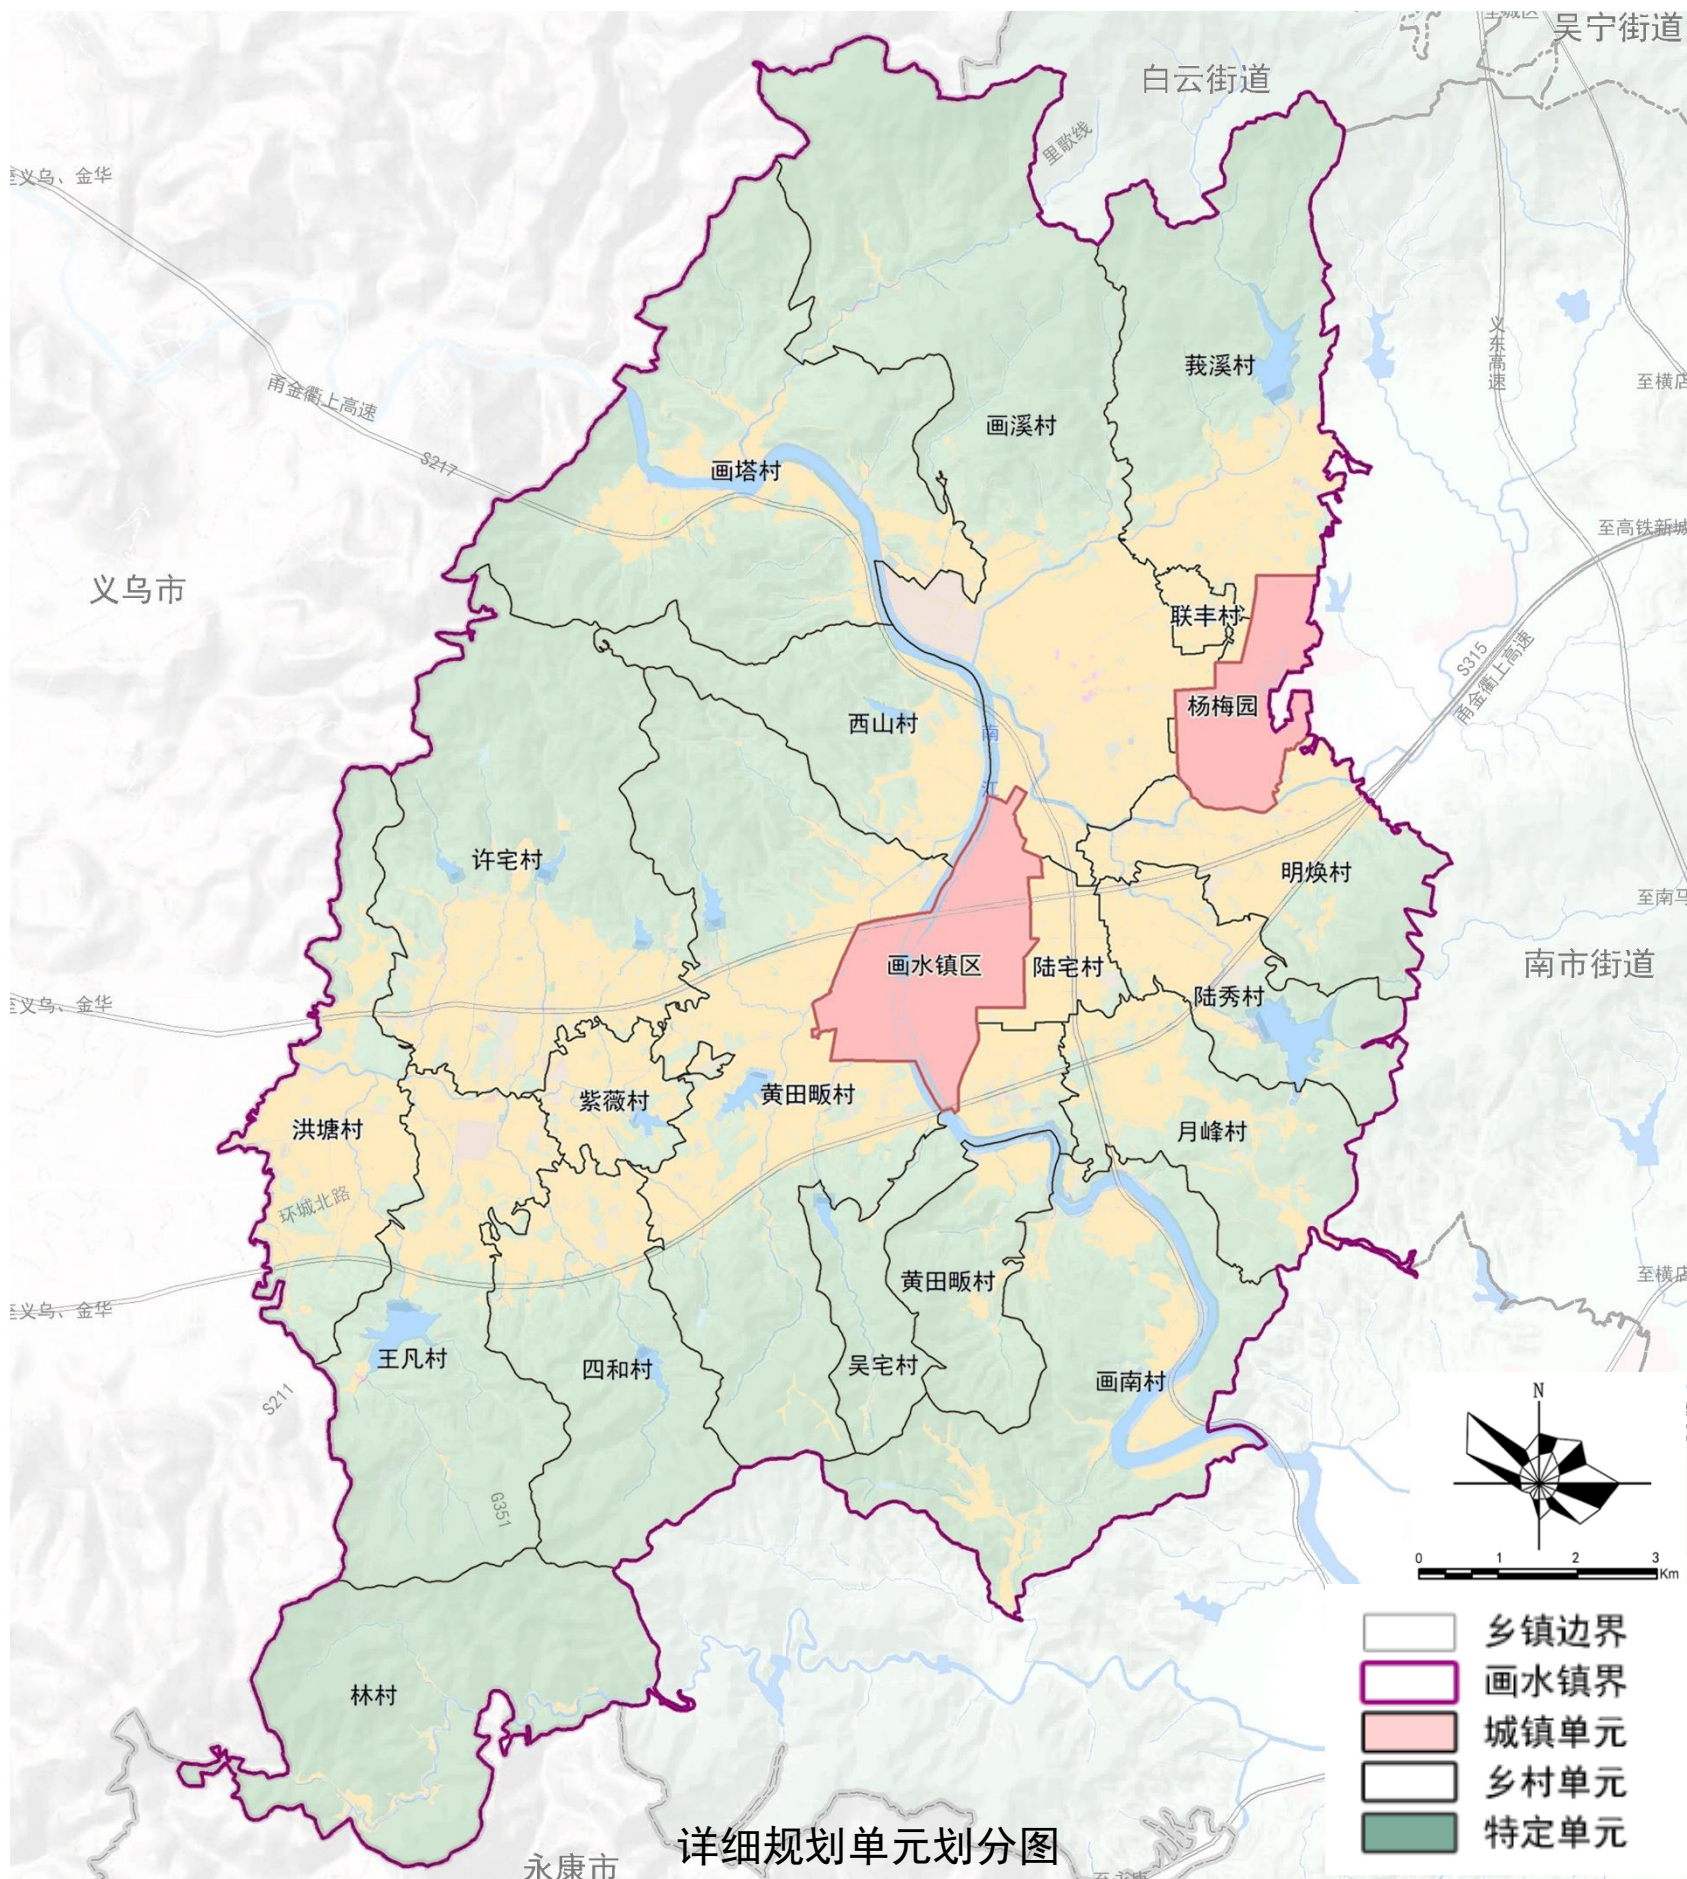 吴宁街道
白云街道
里歌线
至义乌、金华
义东高速
莪溪村
至横店
甬金衢上高速
画溪村
S217
画塔村
至高铁新城
义乌市
联丰村
S315
甬金衢上高速
杨梅园
西山村
南
江
许宅村
明焕村
至南马
画水镇区
陆宅村
南市街道
陆秀村
至义乌、金华
紫薇村
黄田畈村
洪塘村
月峰村
环城北路
黄田畈村
至横店
至义乌、金华
王凡村
四和村
吴宅村
画南村
S211
N
G351
0 1 2 3
Km
乡镇边界
画水镇界
林村
城镇单元
乡村单元
特定单元
详细规划单元划分图
永康市